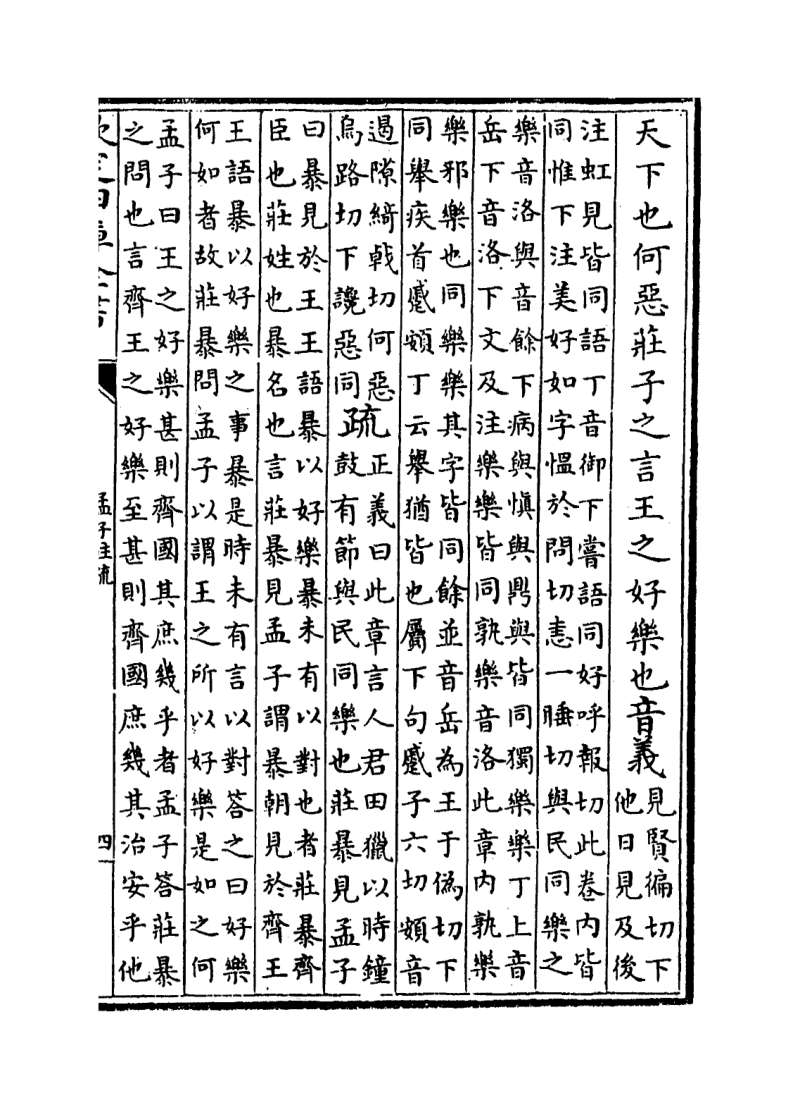 天下也何惡莊子之言王之好樂也音義見賢徧切下
他日見及後
注虹見皆同語丁音御下嘗語同好呼報切此卷内皆
同惟下注美好如字愠於問切恚一睡切與民同樂之
樂音洛與音餘下病與慎與鼎與皆同獨樂樂丁上音
岳下音洛下文及注樂樂皆同孰樂音洛此章内孰樂
樂邪樂也同樂樂其字皆同餘並音岳為王于偽切下
同舉疾首蹙頞丁云舉猶皆也屬下句蹙子六切頞音
遏隙綺戟切何惡
烏路切下讒惡同
疏正義曰此章言人君田獵以時鐘
鼓有節與民同樂也莊暴見孟子
曰暴見於王王語暴以好樂暴未有以對也者莊暴齊
臣也莊姓也暴名也言莊暴見孟子謂暴朝見於齊王
王語暴以好樂之事暴是時未有言以對答之曰好樂
何如者故莊暴問孟子以謂王之所以好樂是如之何
孟子曰王之好樂甚則齊國其庶幾乎者孟子答莊暴
之問也言齊王之好樂至甚則齊國庶幾其治安乎他
欽定四庫全書
孟子注疏
四